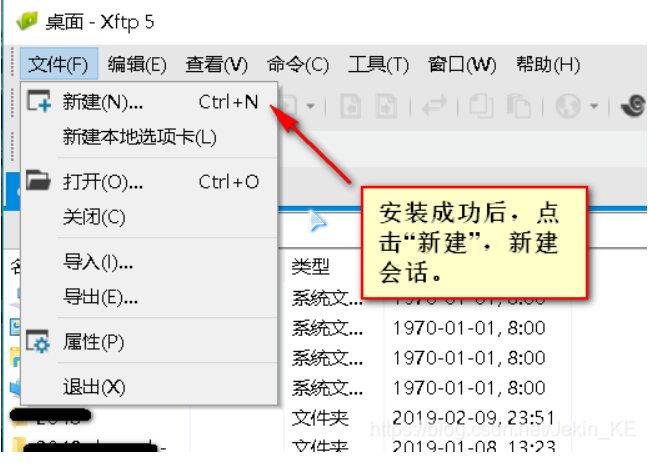 桌面 - Xftp 5
文件(F) 编辑(E) 查看(V) 命令(C) 工具(T) 窗口(W) 帮助(H)
新建(N)... Ctrl+N
新建本地选项卡(L)
打开(O)... Ctrl+O
关闭(C)
导入(I)...
导出(E)...
属性(P)
退出(X)
安装成功后，点
击“新建”，新建
会话。
类型
系统文... 1970-01-01, 8:00
系统文... 1970-01-01, 8:00
系统文... 1970-01-01, 8:00
系统文... 1970-01-01, 8:00
文件夹 2019-02-09, 23:51
文件夹 2019-01-08, 13:23
https://blog.csdn.net/Jekin_KE